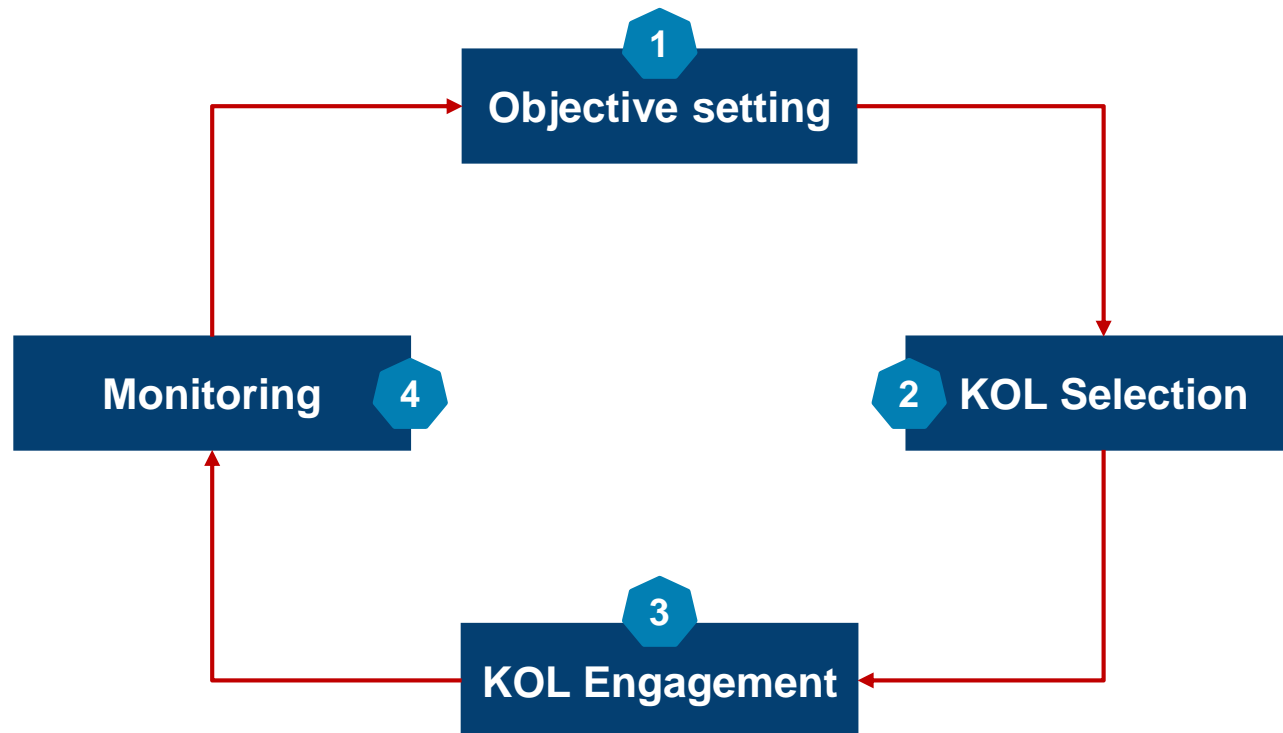 1
Objective setting
2
KOL Selection
3
KOL Engagement
4
Monitoring